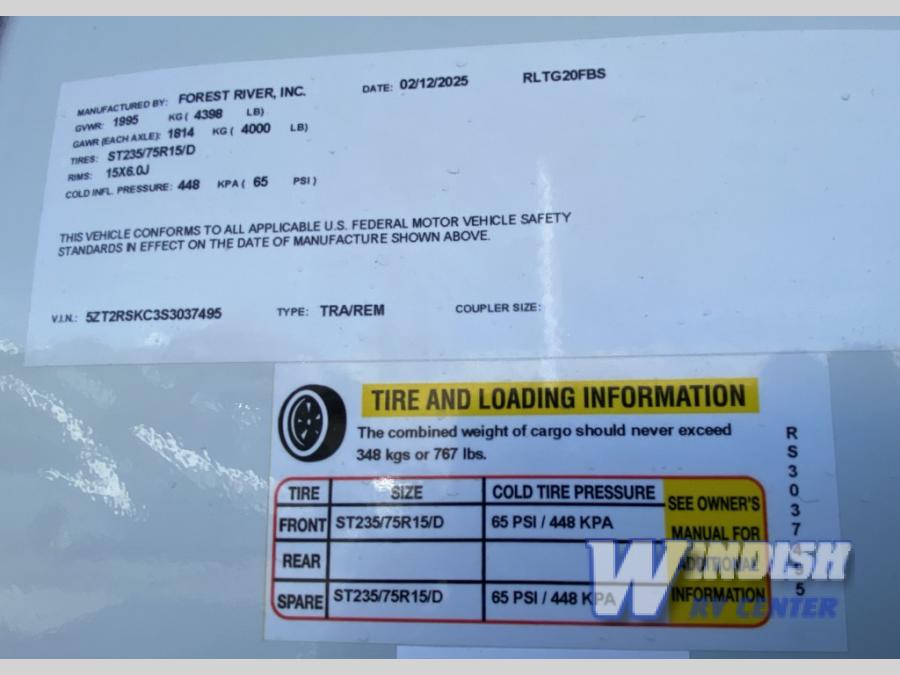 MANUFACTURED BY: FOREST RIVER, INC. DATE: 02/12/2025 RLTG20FBS
GVWR: 1995 KG ( 4398 LB)
GAWR (EACH AXLE): 1814 KG ( 4000 LB)
TIRES: ST235/75R15/D
RIMS: 15X6.0J
COLD INFL. PRESSURE: 448 KPA ( 65 PSI )
THIS VEHICLE CONFORMS TO ALL APPLICABLE U.S. FEDERAL MOTOR VEHICLE SAFETY
STANDARDS IN EFFECT ON THE DATE OF MANUFACTURE SHOWN ABOVE.
V.I.N.: 5ZT2RSKC3S3037495 TYPE: TRA/REM COUPLER SIZE:
TIRE AND LOADING INFORMATION
The combined weight of cargo should never exceed
348 kgs or 767 lbs.
TIRE SIZE COLD TIRE PRESSURE SEE OWNER'S
FRONT ST235/75R15/D 65 PSI / 448 KPA MANUAL FOR
REAR ADDITIONAL
SPARE ST235/75R15/D 65 PSI / 448 KPA INFORMATION
RS3037495
WINDISH
RV CENTER